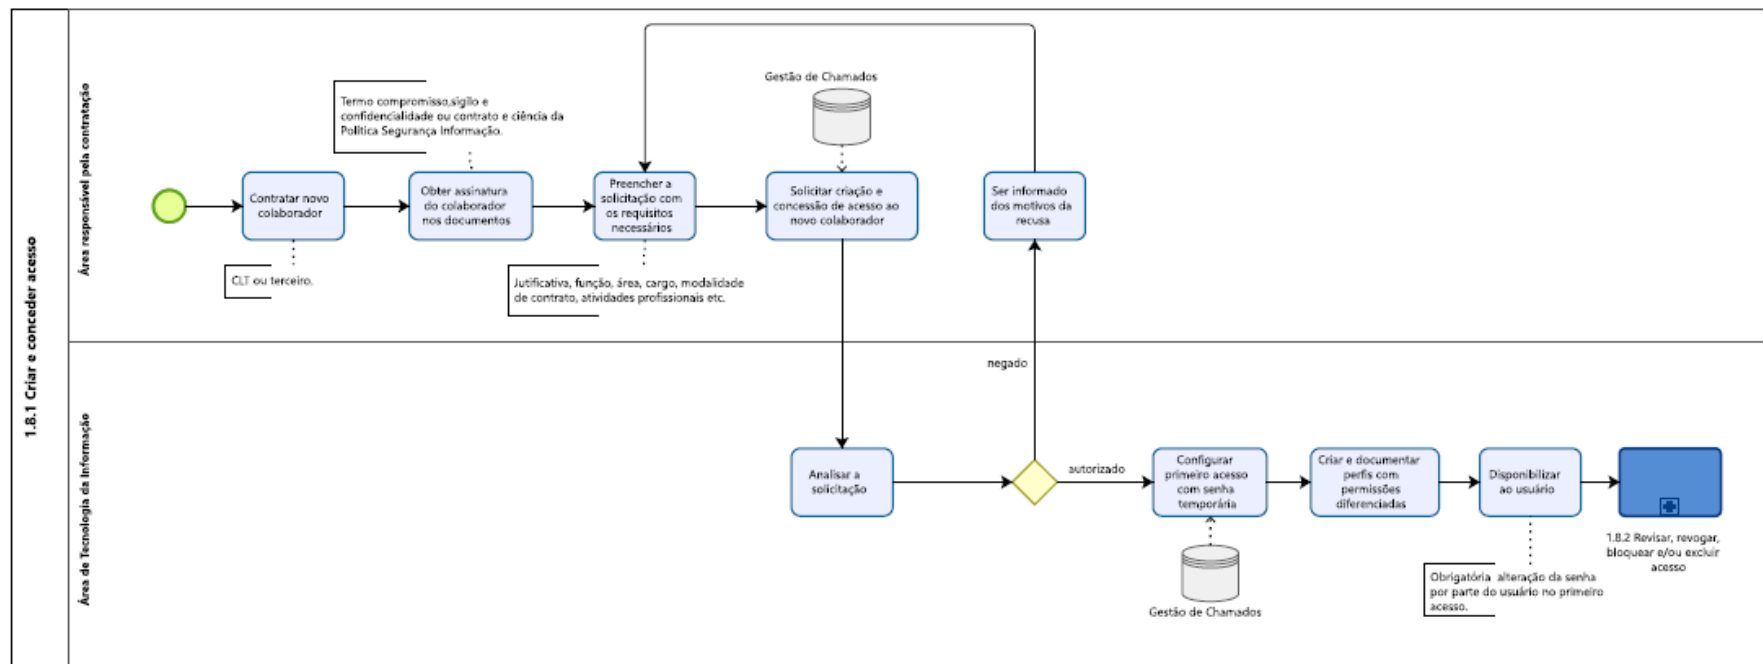 1.8.1 Criar e conceder acesso
Área responsável pela contratação
Gestão de Chamados
Termo compromisso,sigilo e
confidencialidade ou contrato e ciência da
Política Segurança Informação.
Contratar novo
colaborador
Obter assinatura
do colaborador
nos documentos
Preencher a
solicitação com
os requisitos
necessários
Solicitar criação e
concessão de acesso ao
novo colaborador
Ser informado
dos motivos da
recusa
CLT ou terceiro.
Jutificativa, função, área, cargo, modalidade
de contrato, atividades profissionais etc.
Área de Tecnologia da Informação
negado
Analisar a
solicitação
autorizado
Configurar
primeiro acesso
com senha
temporária
Criar e documentar
perfis com
permissões
diferenciadas
Disponibilizar
ao usuário
1.8.2 Revisar, revogar,
bloquear e/ou excluir
acesso
Obrigatória alteração da senha
por parte do usuário no primeiro
acesso.
Gestão de Chamados